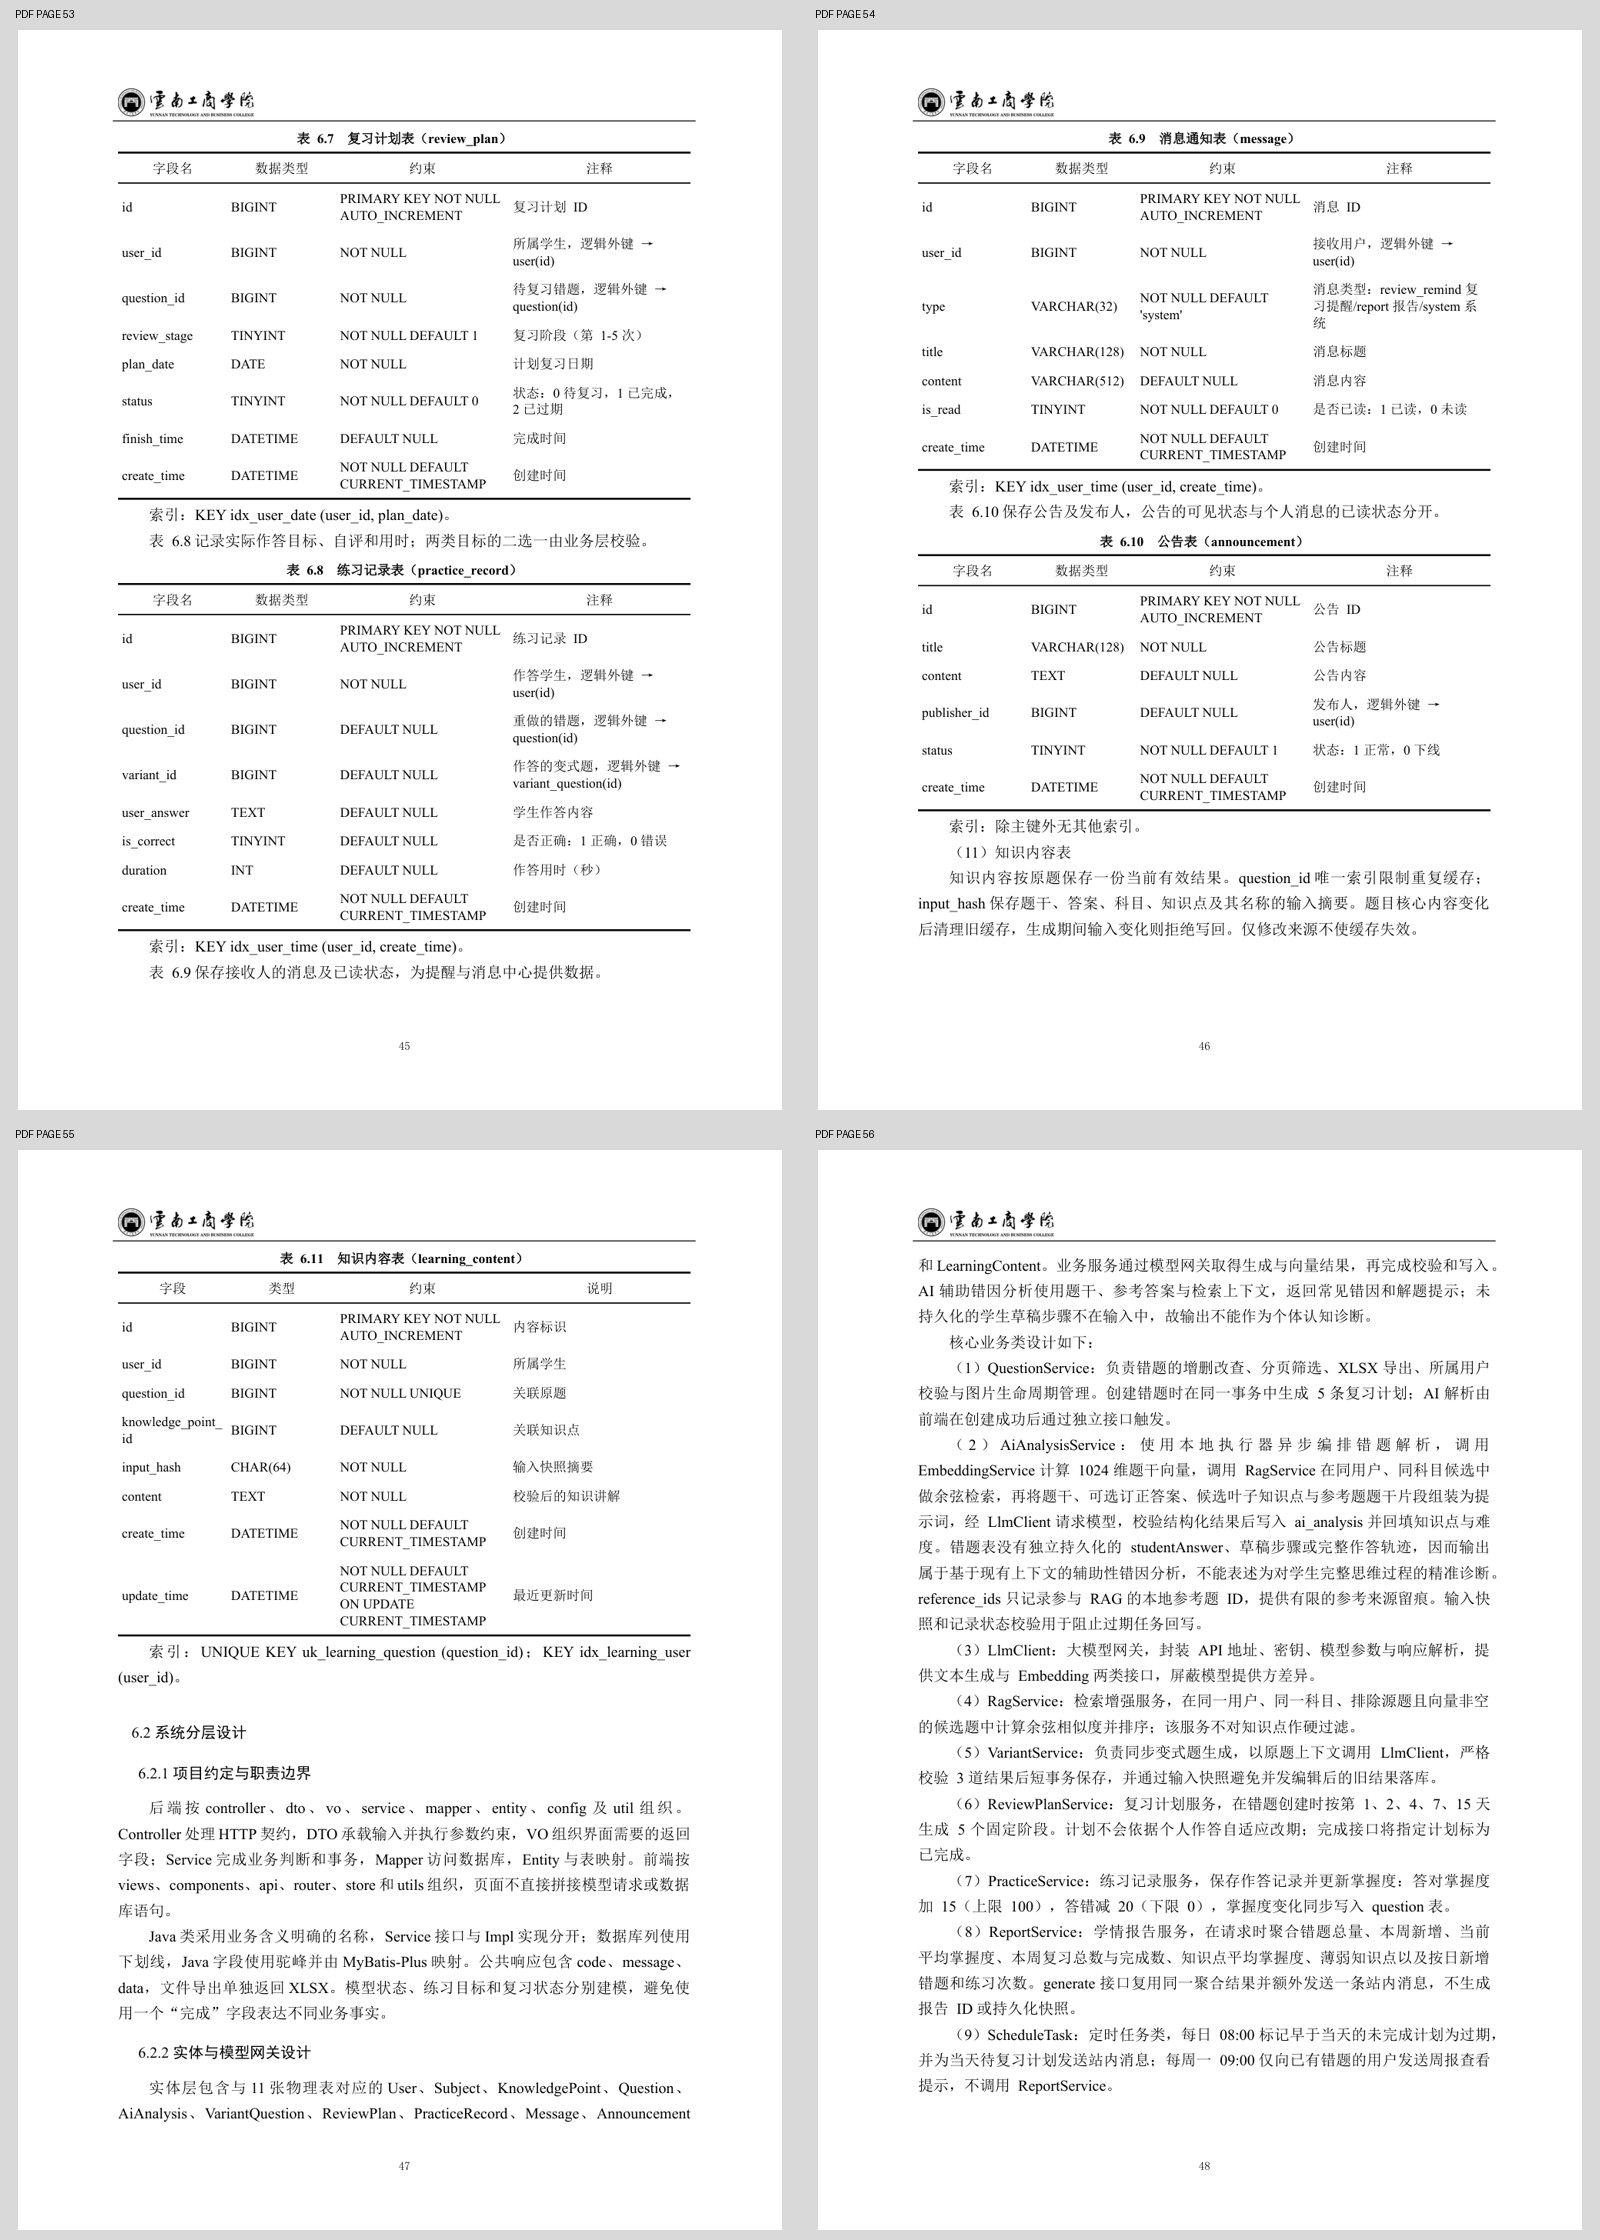 PDF PAGE 53
雲南工商學院
YUNNAN TECHNOLOGY AND BUSINESS COLLEGE
表 6.7 复习计划表（review_plan）
字段名 数据类型 约束 注释
id BIGINT PRIMARY KEY NOT NULL AUTO_INCREMENT 复习计划 ID
user_id BIGINT NOT NULL 所属学生，逻辑外键 → user(id)
question_id BIGINT NOT NULL 待复习错题，逻辑外键 → question(id)
review_stage TINYINT NOT NULL DEFAULT 1 复习阶段（第 1-5 次）
plan_date DATE NOT NULL 计划复习日期
status TINYINT NOT NULL DEFAULT 0 状态：0 待复习，1 已完成，2 已过期
finish_time DATETIME DEFAULT NULL 完成时间
create_time DATETIME NOT NULL DEFAULT CURRENT_TIMESTAMP 创建时间
索引：KEY idx_user_date (user_id, plan_date)。
表 6.8 记录实际作答目标、自评和用时；两类目标的二选一由业务层校验。
表 6.8 练习记录表（practice_record）
字段名 数据类型 约束 注释
id BIGINT PRIMARY KEY NOT NULL AUTO_INCREMENT 练习记录 ID
user_id BIGINT NOT NULL 作答学生，逻辑外键 → user(id)
question_id BIGINT DEFAULT NULL 重做的错题，逻辑外键 → question(id)
variant_id BIGINT DEFAULT NULL 作答的变式题，逻辑外键 → variant_question(id)
user_answer TEXT DEFAULT NULL 学生作答内容
is_correct TINYINT DEFAULT NULL 是否正确：1 正确，0 错误
duration INT DEFAULT NULL 作答用时（秒）
create_time DATETIME NOT NULL DEFAULT CURRENT_TIMESTAMP 创建时间
索引：KEY idx_user_time (user_id, create_time)。
表 6.9 保存接收人的消息及已读状态，为提醒与消息中心提供数据。
45
PDF PAGE 54
雲南工商學院
YUNNAN TECHNOLOGY AND BUSINESS COLLEGE
表 6.9 消息通知表（message）
字段名 数据类型 约束 注释
id BIGINT PRIMARY KEY NOT NULL AUTO_INCREMENT 消息 ID
user_id BIGINT NOT NULL 接收用户，逻辑外键 → user(id)
type VARCHAR(32) NOT NULL DEFAULT 'system' 消息类型：review_remind 复习提醒/report 报告/system 系统
title VARCHAR(128) NOT NULL 消息标题
content VARCHAR(512) DEFAULT NULL 消息内容
is_read TINYINT NOT NULL DEFAULT 0 是否已读：1 已读，0 未读
create_time DATETIME NOT NULL DEFAULT CURRENT_TIMESTAMP 创建时间
索引：KEY idx_user_time (user_id, create_time)。
表 6.10 保存公告及发布人，公告的可见状态与个人消息的已读状态分开。
表 6.10 公告表（announcement）
字段名 数据类型 约束 注释
id BIGINT PRIMARY KEY NOT NULL AUTO_INCREMENT 公告 ID
title VARCHAR(128) NOT NULL 公告标题
content TEXT DEFAULT NULL 公告内容
publisher_id BIGINT DEFAULT NULL 发布人，逻辑外键 → user(id)
status TINYINT NOT NULL DEFAULT 1 状态：1 正常，0 下线
create_time DATETIME NOT NULL DEFAULT CURRENT_TIMESTAMP 创建时间
索引：除主键外无其他索引。
（11）知识内容表
知识内容按原题保存一份当前有效结果。question_id 唯一索引限制重复缓存；
input_hash 保存题干、答案、科目、知识点及其名称的输入摘要。题目核心内容变化
后清理旧缓存，生成期间输入变化则拒绝写回。仅修改来源不使缓存失效。
46
PDF PAGE 55
雲南工商學院
YUNNAN TECHNOLOGY AND BUSINESS COLLEGE
表 6.11 知识内容表（learning_content）
字段 类型 约束 说明
id BIGINT PRIMARY KEY NOT NULL AUTO_INCREMENT 内容标识
user_id BIGINT NOT NULL 所属学生
question_id BIGINT NOT NULL UNIQUE 关联原题
knowledge_point_id BIGINT DEFAULT NULL 关联知识点
input_hash CHAR(64) NOT NULL 输入快照摘要
content TEXT NOT NULL 校验后的知识讲解
create_time DATETIME NOT NULL DEFAULT CURRENT_TIMESTAMP 创建时间
update_time DATETIME NOT NULL DEFAULT CURRENT_TIMESTAMP ON UPDATE CURRENT_TIMESTAMP 最近更新时间
索引：UNIQUE KEY uk_learning_question (question_id)；KEY idx_learning_user
(user_id)。
6.2 系统分层设计
6.2.1 项目约定与职责边界
后端按 controller、dto、vo、service、mapper、entity、config 及 util 组织。
Controller 处理 HTTP 契约，DTO 承载输入并执行参数约束，VO 组织界面需要的返回
字段；Service 完成业务判断和事务，Mapper 访问数据库，Entity 与表映射。前端按
views、components、api、router、store 和 utils 组织，页面不直接拼接模型请求或数据
库语句。
Java 类采用业务含义明确的名称，Service 接口与 Impl 实现分开；数据库列使用
下划线，Java 字段使用驼峰并由 MyBatis-Plus 映射。公共响应包含 code、message、
data，文件导出单独返回 XLSX。模型状态、练习目标和复习状态分别建模，避免使
用一个“完成”字段表达不同业务事实。
6.2.2 实体与模型网关设计
实体层包含与 11 张物理表对应的 User、Subject、KnowledgePoint、Question、
AiAnalysis、VariantQuestion、ReviewPlan、PracticeRecord、Message、Announcement
47
PDF PAGE 56
雲南工商學院
YUNNAN TECHNOLOGY AND BUSINESS COLLEGE
和 LearningContent。业务服务通过模型网关取得生成与向量结果，再完成校验和写入。
AI 辅助错因分析使用题干、参考答案与检索上下文，返回常见错因和解题提示；未
持久化的学生草稿步骤不在输入中，故输出不能作为个体认知诊断。
核心业务类设计如下：
（1）QuestionService：负责错题的增删改查、分页筛选、XLSX 导出、所属用户
校验与图片生命周期管理。创建错题时在同一事务中生成 5 条复习计划；AI 解析由
前端在创建成功后通过独立接口触发。
（2）AiAnalysisService：使用本地执行器异步编排错题解析，调用
EmbeddingService 计算 1024 维题干向量，调用 RagService 在同用户、同科目候选中
做余弦检索，再将题干、可选订正答案、候选叶子知识点与参考题题干片段组装为提
示词，经 LlmClient 请求模型，校验结构化结果后写入 ai_analysis 并回填知识点与难
度。错题表没有独立持久化的 studentAnswer、草稿步骤或完整作答轨迹，因而输出
属于基于现有上下文的辅助性错因分析，不能表述为对学生完整思维过程的精准诊断。
reference_ids 只记录参与 RAG 的本地参考题 ID，提供有限的参考来源留痕。输入快
照和记录状态校验用于阻止过期任务回写。
（3）LlmClient：大模型网关，封装 API 地址、密钥、模型参数与响应解析，提
供文本生成与 Embedding 两类接口，屏蔽模型提供方差异。
（4）RagService：检索增强服务，在同一用户、同一科目、排除源题且向量非空
的候选题中计算余弦相似度并排序；该服务不对知识点作硬过滤。
（5）VariantService：负责同步变式题生成，以原题上下文调用 LlmClient，严格
校验 3 道结果后短事务保存，并通过输入快照避免并发编辑后的旧结果落库。
（6）ReviewPlanService：复习计划服务，在错题创建时按第 1、2、4、7、15 天
生成 5 个固定阶段。计划不会依据个人作答自适应改期；完成接口将指定计划标为
已完成。
（7）PracticeService：练习记录服务，保存作答记录并更新掌握度：答对掌握度
加 15（上限 100），答错减 20（下限 0），掌握度变化同步写入 question 表。
（8）ReportService：学情报告服务，在请求时聚合错题总量、本周新增、当前
平均掌握度、本周复习总数与完成数、知识点平均掌握度、薄弱知识点以及按日新增
错题和练习次数。generate 接口复用同一聚合结果并额外发送一条站内消息，不生成
报告 ID 或持久化快照。
（9）ScheduleTask：定时任务类，每日 08:00 标记早于当天的未完成计划为过期，
并为当天待复习计划发送站内消息；每周一 09:00 仅向已有错题的用户发送周报查看
提示，不调用 ReportService。
48